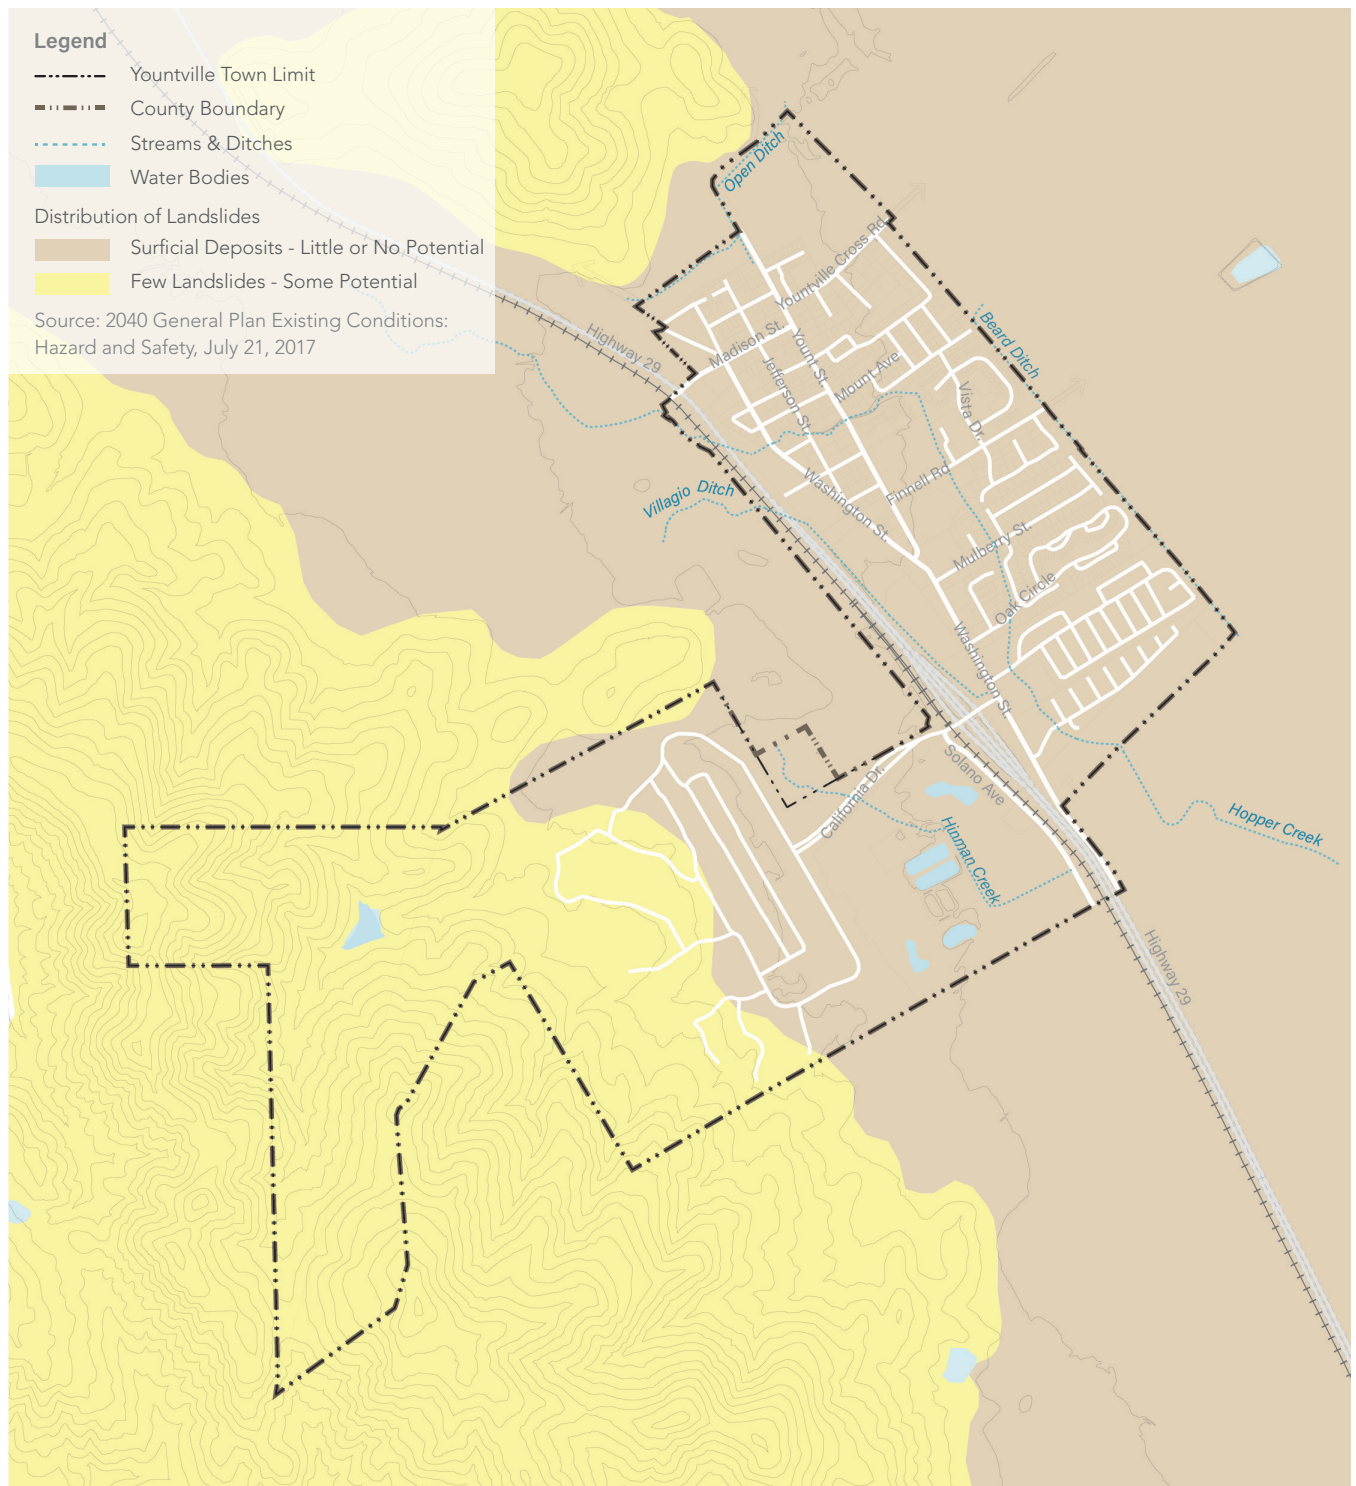 Legend
Yountville Town Limit
County Boundary
Streams & Ditches
Water Bodies
Distribution of Landslides
Surficial Deposits - Little or No Potential
Few Landslides - Some Potential
Source: 2040 General Plan Existing Conditions:
Hazard and Safety, July 21, 2017
Open Ditch
Yountville Cross Rd
Beard Ditch
Highway 29
Madison St.
Yount St.
Jefferson St.
Mount Ave
Vista Dr.
Villagio Ditch
Washington St.
Finnell Rd
Mulberry St.
Oak Circle
Washington St.
Solano Ave
California Dr.
Hinman Creek
Hopper Creek
Highway 29